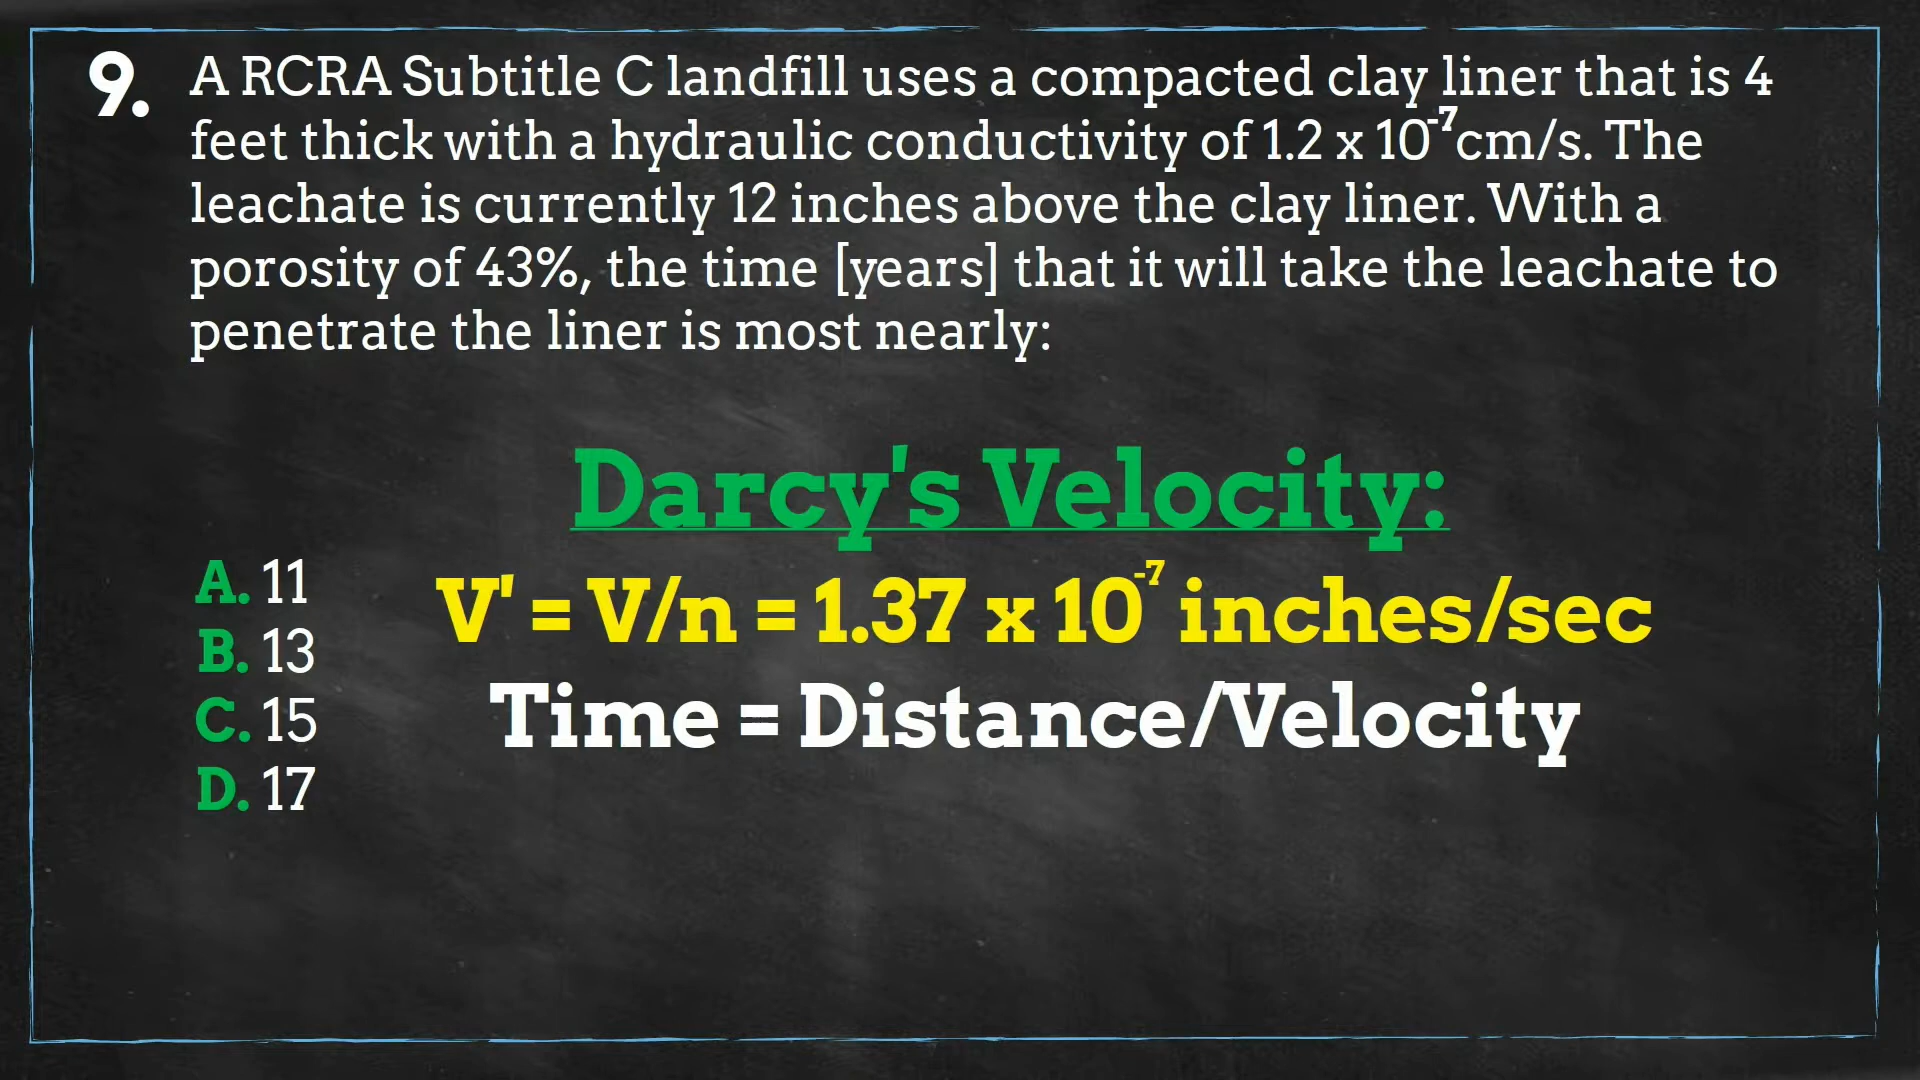 9. A RCRA Subtitle C landfill uses a compacted clay liner that is 4
feet thick with a hydraulic conductivity of 1.2 x 10⁻⁷cm/s. The
leachate is currently 12 inches above the clay liner. With a
porosity of 43%, the time [years] that it will take the leachate to
penetrate the liner is most nearly:
Darcy's Velocity:
A. 11
B. 13
C. 15
D. 17
V' = V/n = 1.37 x 10⁻⁷ inches/sec
Time = Distance/Velocity